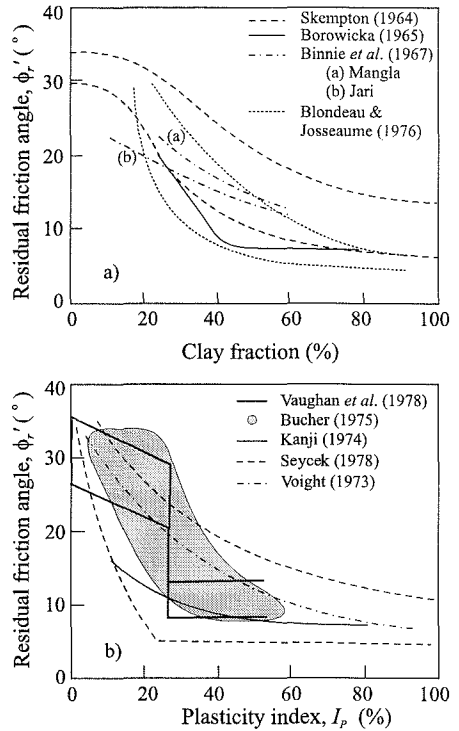 Residual friction angle, ϕr' (°)
40
30
20
10
0
Skempton (1964)
Borowicka (1965)
Binnie et al. (1967)
(a) Mangla
(b) Jari
Blondeau &
Josseaume (1976)
(a)
(b)
a)
0 20 40 60 80 100
Clay fraction (%)
Residual friction angle, ϕr' (°)
40
30
20
10
0
Vaughan et al. (1978)
Bucher (1975)
Kanji (1974)
Seycek (1978)
Voight (1973)
b)
0 20 40 60 80 100
Plasticity index, IP (%)